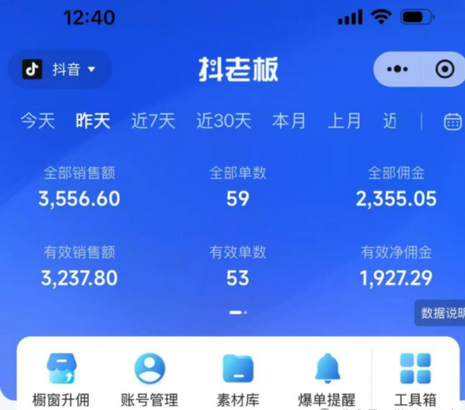 12:40
抖音
抖老板
今天 昨天 近7天 近30天 本月 上月 近
全部销售额 全部单数 全部佣金
3,556.60 59 2,355.05
有效销售额 有效单数 有效净佣金
3,237.80 53 1,927.29
数据说明
橱窗升佣 账号管理 素材库 爆单提醒 工具箱